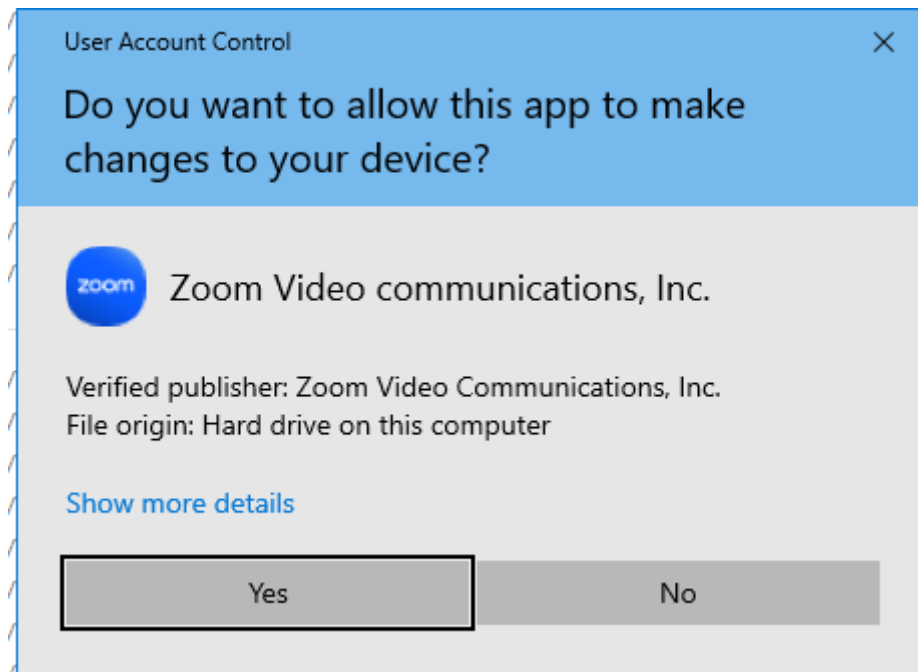 User Account Control
Do you want to allow this app to make
changes to your device?
zoom
Zoom Video communications, Inc.
Verified publisher: Zoom Video Communications, Inc.
File origin: Hard drive on this computer
Show more details
Yes
No